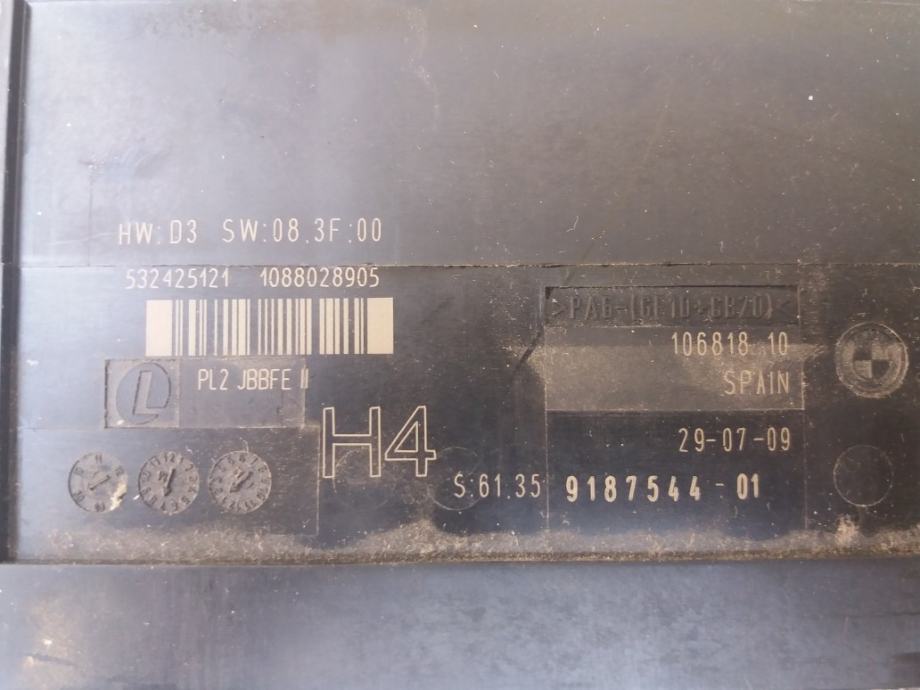 HW:D3 SW:08.3F.00
532425121 1088028905
106818.10
PL2 JBBFE II
SPAIN
L
H4
29-07-09
S:61.35 9187544-01